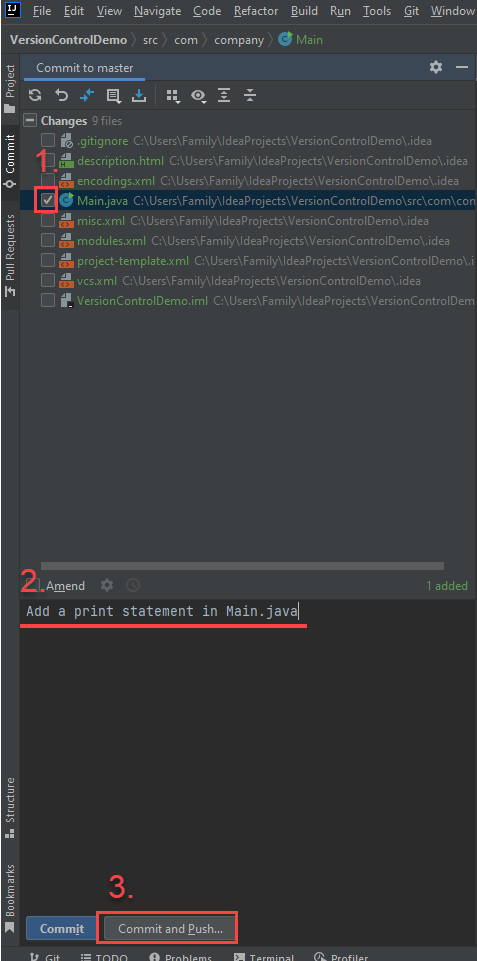 IJ File Edit View Navigate Code Refactor Build Run Tools Git Window
VersionControlDemo > src > com > company > Main
Project
Commit
Pull Requests
Structure
Bookmarks
Commit to master
Changes 9 files
1.
.gitignore C:\Users\Family\IdeaProjects\VersionControlDemo\.idea
description.html C:\Users\Family\IdeaProjects\VersionControlDemo\.idea
encodings.xml C:\Users\Family\IdeaProjects\VersionControlDemo\.idea
Main.java C:\Users\Family\IdeaProjects\VersionControlDemo\src\com\com
misc.xml C:\Users\Family\IdeaProjects\VersionControlDemo\.idea
modules.xml C:\Users\Family\IdeaProjects\VersionControlDemo\.idea
project-template.xml C:\Users\Family\IdeaProjects\VersionControlDemo\.i
vcs.xml C:\Users\Family\IdeaProjects\VersionControlDemo\.idea
VersionControlDemo.iml C:\Users\Family\IdeaProjects\VersionControlDem
2.
Amend 1 added
Add a print statement in Main.java
3.
Commit Commit and Push...
Git TODO Problems Terminal Profiler